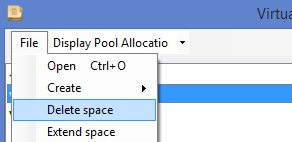 Virtua
File Display Pool Allocatio
Open Ctrl+O
Create
Delete space
Extend space